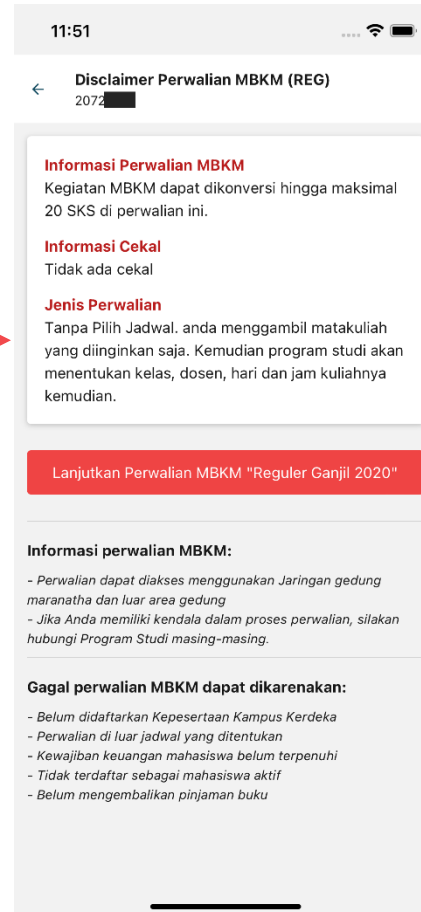 11:51
Disclaimer Perwalian MBKM (REG)
2072
Informasi Perwalian MBKM
Kegiatan MBKM dapat dikonversi hingga maksimal
20 SKS di perwalian ini.
Informasi Cekal
Tidak ada cekal
Jenis Perwalian
Tanpa Pilih Jadwal. anda menggambil matakuliah
yang diinginkan saja. Kemudian program studi akan
menentukan kelas, dosen, hari dan jam kuliahnya
kemudian.
Lanjutkan Perwalian MBKM "Reguler Ganjil 2020"
Informasi perwalian MBKM:
- Perwalian dapat diakses menggunakan Jaringan gedung
maranatha dan luar area gedung
- Jika Anda memiliki kendala dalam proses perwalian, silakan
hubungi Program Studi masing-masing.
Gagal perwalian MBKM dapat dikarenakan:
- Belum didaftarkan Kepesertaan Kampus Kerdeka
- Perwalian di luar jadwal yang ditentukan
- Kewajiban keuangan mahasiswa belum terpenuhi
- Tidak terdaftar sebagai mahasiswa aktif
- Belum mengembalikan pinjaman buku